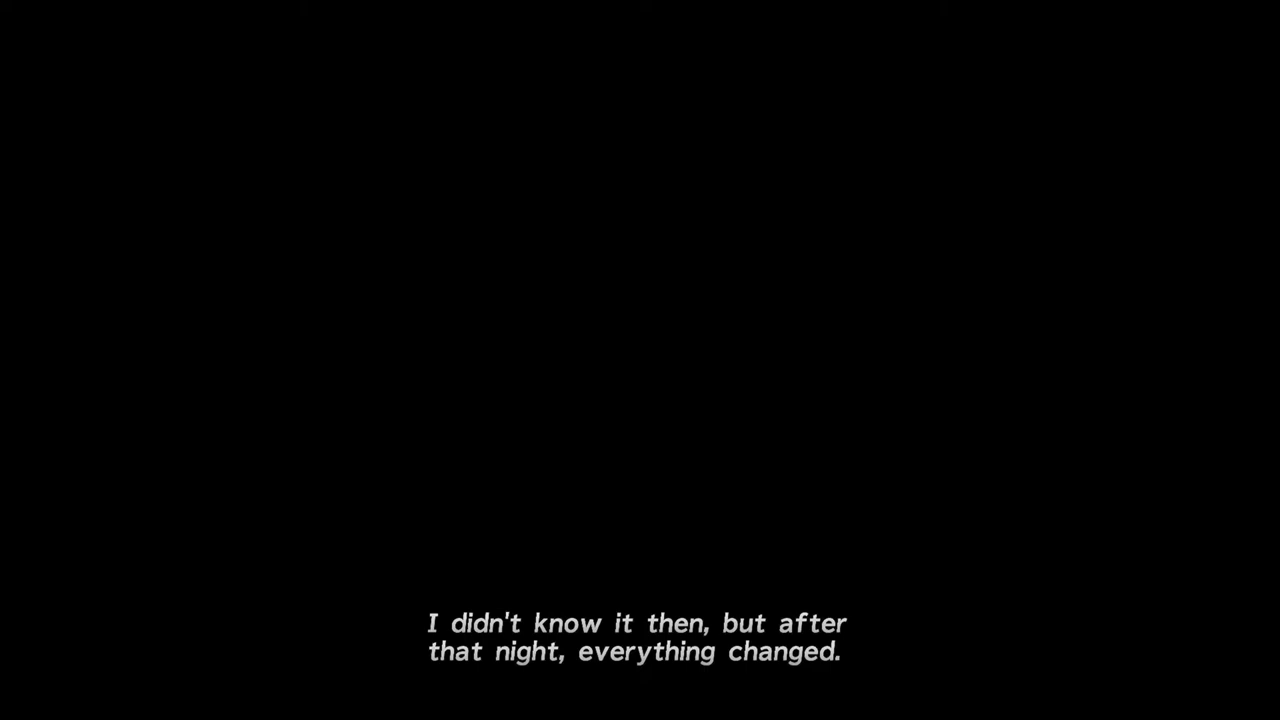 I didn't know it then, but after
that night, everything changed.